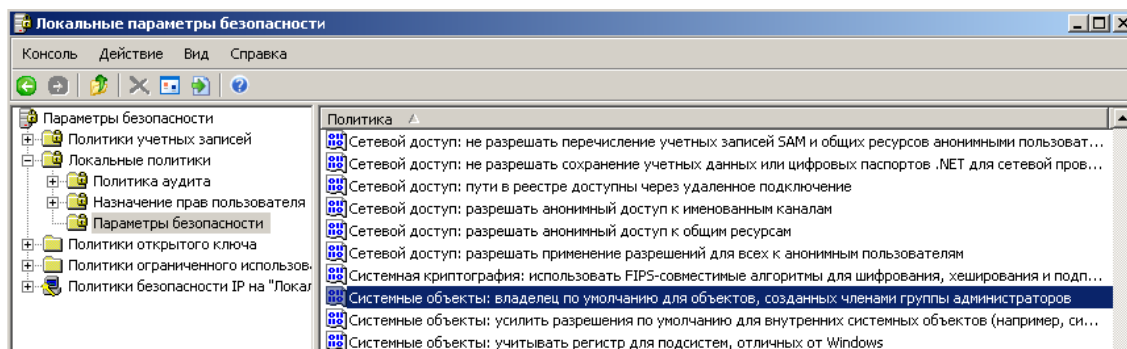 Локальные параметры безопасности
Консоль Действие Вид Справка
Параметры безопасности
Политики учетных записей
Локальные политики
Политика аудита
Назначение прав пользователя
Параметры безопасности
Политики открытого ключа
Политики ограниченного использов
Политики безопасности IP на "Локал
Политика
Сетевой доступ: не разрешать перечисление учетных записей SAM и общих ресурсов анонимными пользоват...
Сетевой доступ: не разрешать сохранение учетных данных или цифровых паспортов .NET для сетевой пров...
Сетевой доступ: пути в реестре доступны через удаленное подключение
Сетевой доступ: разрешать анонимный доступ к именованным каналам
Сетевой доступ: разрешать анонимный доступ к общим ресурсам
Сетевой доступ: разрешать применение разрешений для всех к анонимным пользователям
Системная криптография: использовать FIPS-совместимые алгоритмы для шифрования, хеширования и подп...
Системные объекты: владелец по умолчанию для объектов, созданных членами группы администраторов
Системные объекты: усилить разрешения по умолчанию для внутренних системных объектов (например, си...
Системные объекты: учитывать регистр для подсистем, отличных от Windows